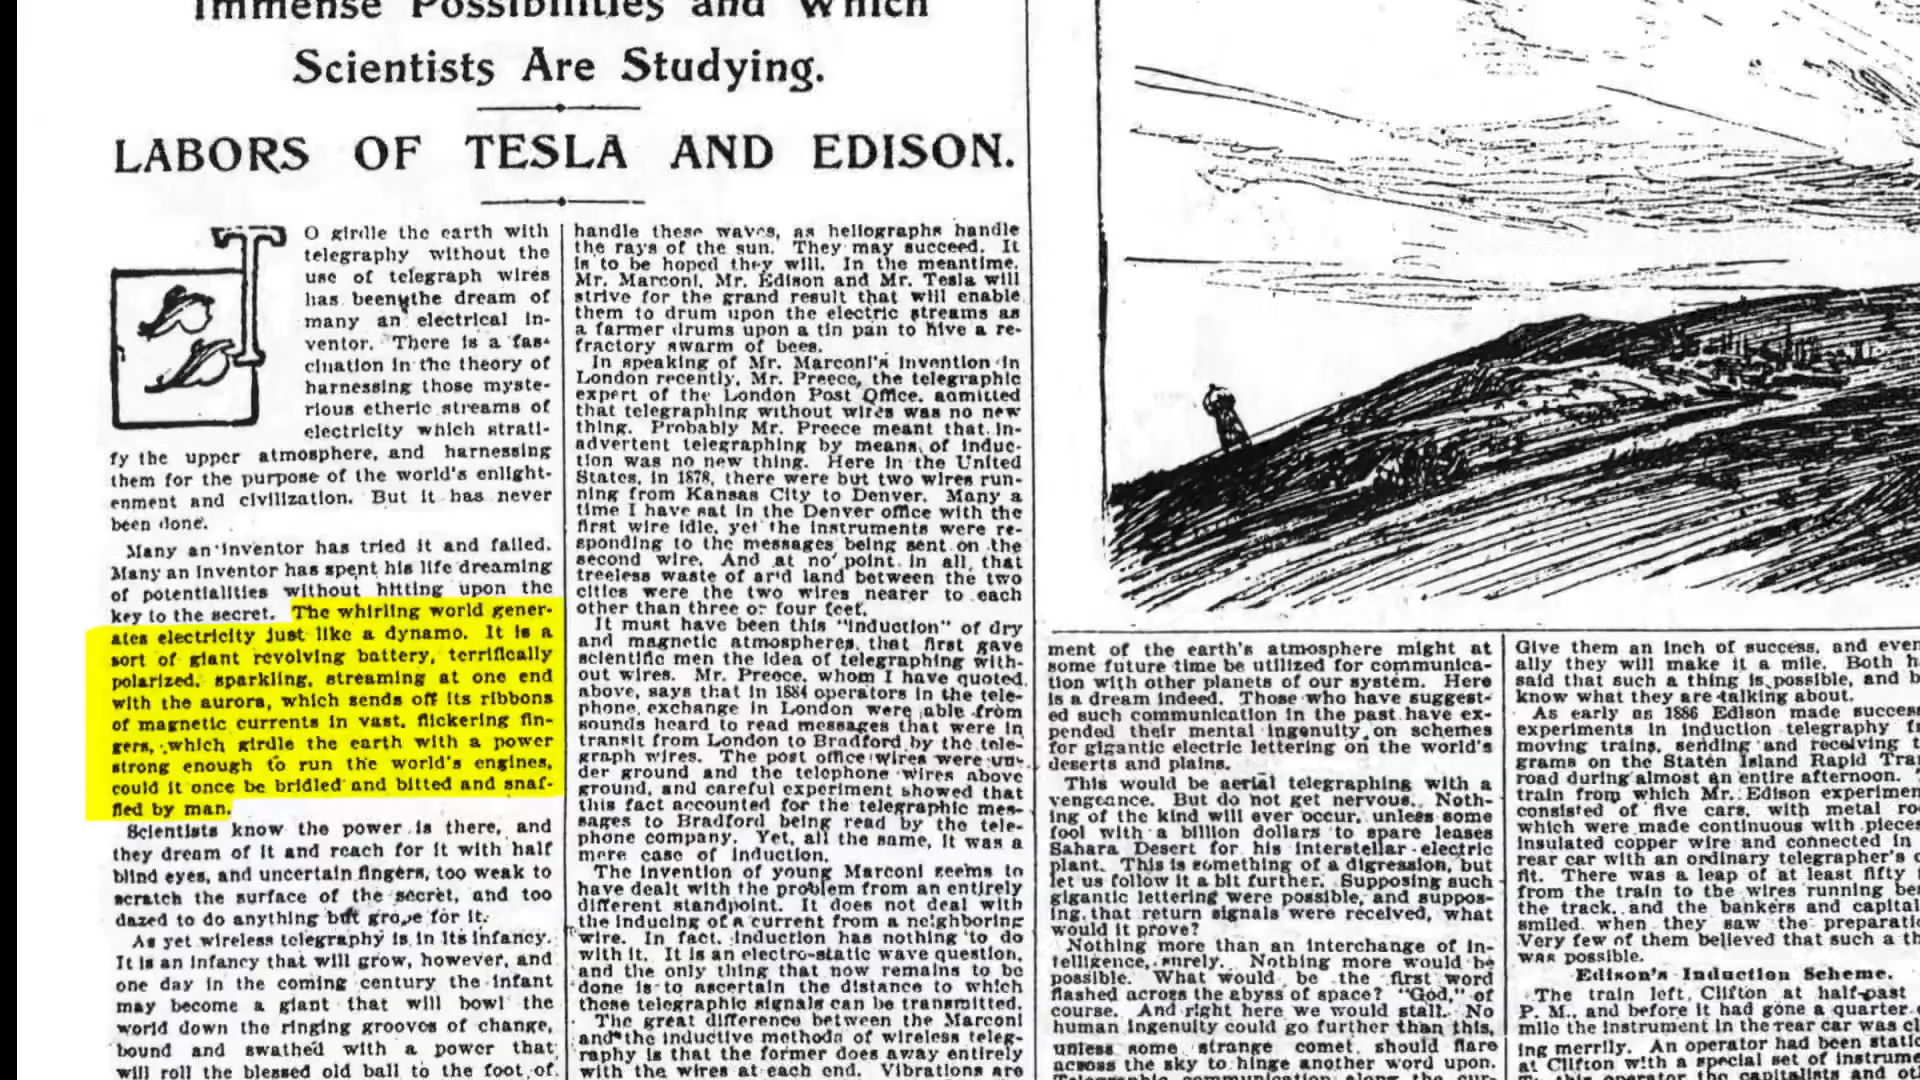 Immense Possibilities and Which
Scientists Are Studying.
LABORS OF TESLA AND EDISON.
TO girdle the earth with
telegraphy without the
use of telegraph wires
has been the dream of
many an electrical in-
ventor. There is a fas-
cination in the theory of
harnessing those myste-
rious etheric streams of
electricity which strati-
fy the upper atmosphere, and harnessing
them for the purpose of the world's enlight-
enment and civilization. But it has never
been done.
Many an inventor has tried it and failed.
Many an inventor has spent his life dreaming
of potentialities without hitting upon the
key to the secret. The whirling world gener-
ates electricity just like a dynamo. It is a
sort of giant revolving battery, terrifically
polarized, sparkling, streaming at one end
with the aurora, which sends off its ribbons
of magnetic currents in vast, flickering fin-
gers, which girdle the earth with a power
strong enough to run the world's engines,
could it once be bridled and bitted and snaf-
fled by man.
Scientists know the power is there, and
they dream of it and reach for it with half
blind eyes, and uncertain fingers, too weak to
scratch the surface of the secret, and too
dazed to do anything but grope for it.
As yet wireless telegraphy is in its infancy.
It is an infancy that will grow, however, and
one day in the coming century the infant
may become a giant that will bowl the
world down the ringing grooves of change,
bound and swathed with a power that
will roll the blessed old ball to the foot of
handle these waves, as heliographs handle
the rays of the sun. They may succeed. It
is to be hoped they will. In the meantime,
Mr. Marconi, Mr. Edison and Mr. Tesla will
strive for the grand result that will enable
them to drum upon the electric streams as
a farmer drums upon a tin pan to hive a re-
fractory swarm of bees.
In speaking of Mr. Marconi's invention in
London recently, Mr. Preece, the telegraphic
expert of the London Post Office, admitted
that telegraphing without wires was no new
thing. Probably Mr. Preece meant that in-
advertent telegraphing by means of induc-
tion was no new thing. Here in the United
States, in 1878, there were but two wires run-
ning from Kansas City to Denver. Many a
time I have sat in the Denver office with the
first wire idle, yet the instruments were re-
sponding to the messages being sent on the
second wire. And at no point in all that
treeless waste of arid land between the two
cities were the two wires nearer to each
other than three or four feet.
It must have been this "induction" of dry
and magnetic atmospheres that first gave
scientific men the idea of telegraphing with-
out wires. Mr. Preece, whom I have quoted
above, says that in 1884 operators in the tele-
phone exchange in London were able from
sounds heard to read messages that were in
transit from London to Bradford by the tele-
graph wires. The post office wires were un-
der ground and the telephone wires above
ground, and careful experiment showed that
this fact accounted for the telegraphic mes-
sages to Bradford being read by the tele-
phone company. Yet, all the same, it was a
mere case of induction.
The invention of young Marconi seems to
have dealt with the problem from an entirely
different standpoint. It does not deal with
the inducing of a current from a neighboring
wire. In fact, induction has nothing to do
with it. It is an electro-static wave question,
and the only thing that now remains to be
done is to ascertain the distance to which
those telegraphic signals can be transmitted.
The great difference between the Marconi
and the inductive methods of wireless teleg-
raphy is that the former does away entirely
with the wires at each end. Vibrations are
ment of the earth's atmosphere might at
some future time be utilized for communica-
tion with other planets of our system. Here
is a dream indeed. Those who have suggest-
ed such communication in the past have ex-
pended their mental ingenuity on schemes
for gigantic electric lettering on the world's
deserts and plains.
This would be aerial telegraphing with a
vengeance. But do not get nervous. Noth-
ing of the kind will ever occur, unless some
fool with a billion dollars to spare leases
Sahara Desert for his interstellar electric
plant. This is something of a digression, but
let us follow it a bit further. Supposing such
gigantic lettering were possible, and suppos-
ing that return signals were received, what
would it prove?
Nothing more than an interchange of in-
telligence, surely. Nothing more would be
possible. What would be the first word
flashed across the abyss of space? "God," of
course. And right here we would stall. No
human ingenuity could go further than this,
unless some strange comet should flare
across the sky to hinge another word upon.
Telegraphic communication along the cur-
Give them an inch of success, and even
ally they will make it a mile. Both h
said that such a thing is possible, and b
know what they are talking about.
As early as 1886 Edison made success
experiments in induction telegraphy fr
moving trains, sending and receiving t
grams on the Staten Island Rapid Tra
road during almost an entire afternoon.
train from which Mr. Edison experimen
consisted of five cars, with metal ro
which were made continuous with pieces
insulated copper wire and connected in
rear car with an ordinary telegrapher's o
fit. There was a leap of at least fifty
from the train to the wires running be
the track, and the bankers and capital
smiled when they saw the preparati
Very few of them believed that such a th
was possible.
Edison's Induction Scheme.
The train left Clifton at half-past
P. M., and before it had gone a quarter
mile the instrument in the rear car was cl
ing merrily. An operator had been static
at Clifton with a special set of instrume
To this operator the capitalists and ot